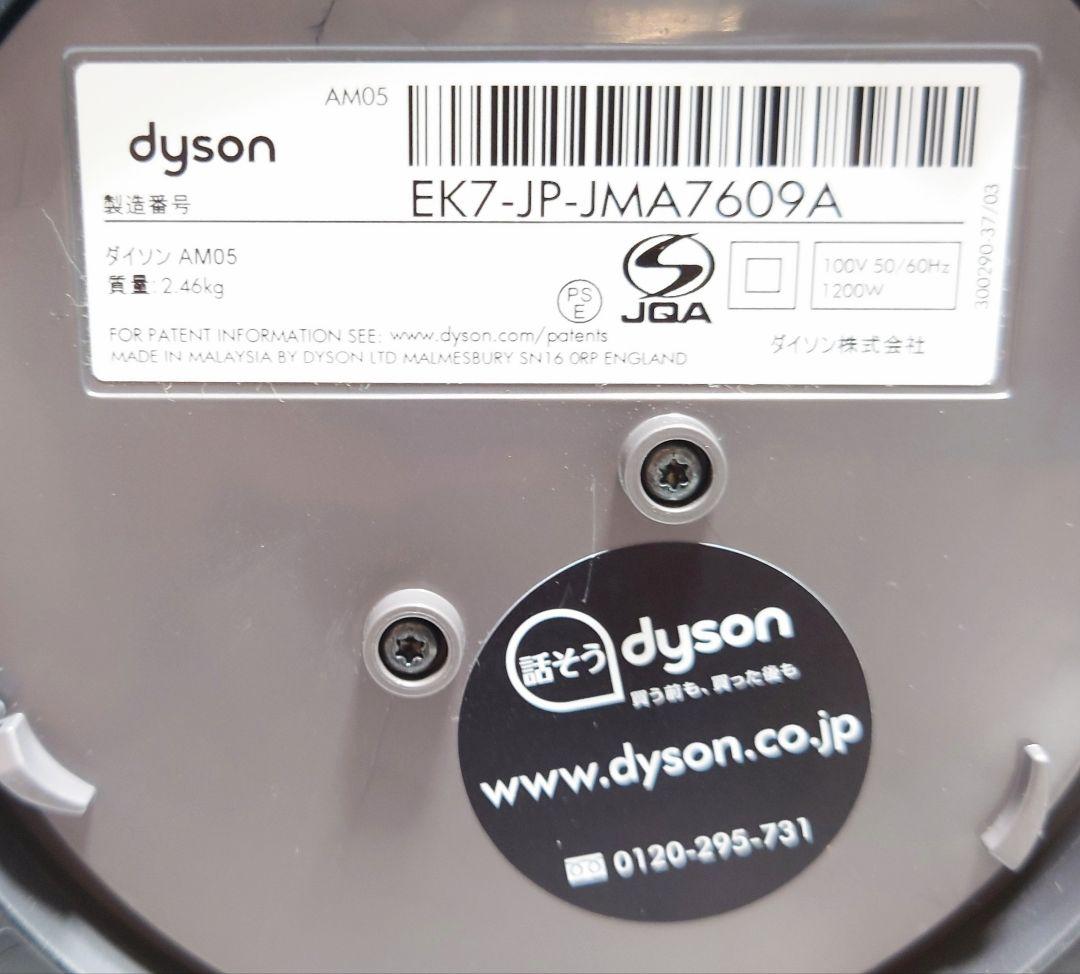 AM05
dyson
製造番号
EK7-JP-JMA7609A
ダイソン AM05
質量: 2.46kg
PS
E
JQA
100V 50/60Hz
1200W
300290-37/03
FOR PATENT INFORMATION SEE: www.dyson.com/patents
MADE IN MALAYSIA BY DYSON LTD MALMESBURY SN16 0RP ENGLAND
ダイソン株式会社
話そう
dyson
買う前も、買った後も
www.dyson.co.jp
0120-295-731